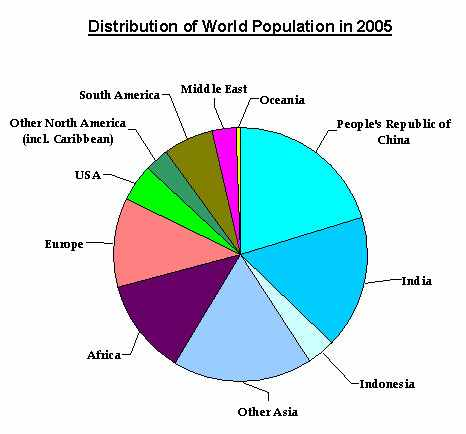 Distribution of World Population in 2005
Middle East
South America
Oceania
Other North America
(incl. Caribbean)
People's Republic of
China
USA
Europe
India
Africa
Indonesia
Other Asia